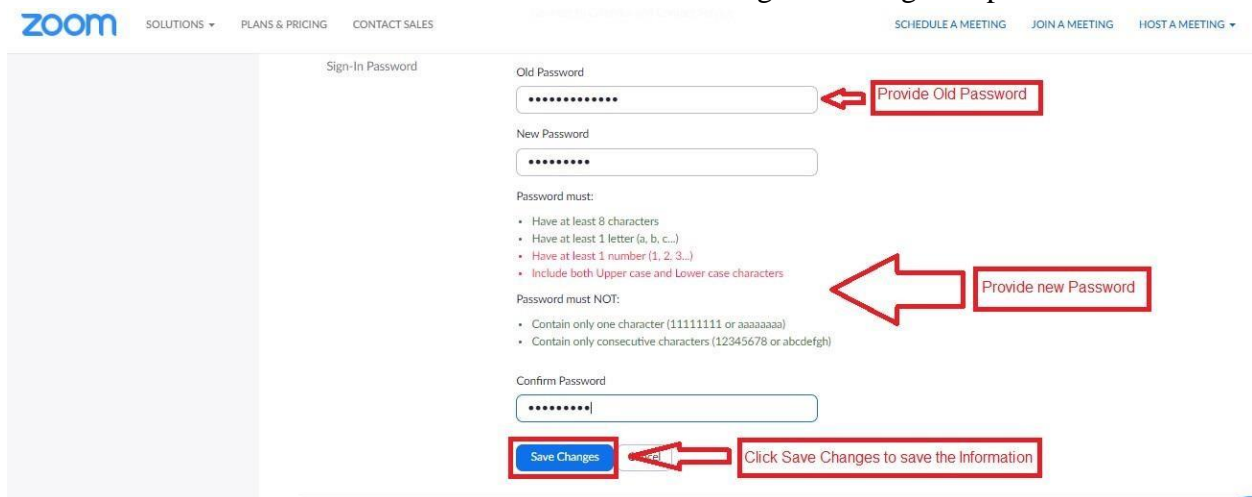 zoom SOLUTIONS PLANS & PRICING CONTACT SALES SCHEDULE A MEETING JOIN A MEETING HOST A MEETING
Sign-In Password
Old Password
•••••••••••••
Provide Old Password
New Password
•••••••••
Password must:
• Have at least 8 characters
• Have at least 1 letter (a, b, c...)
• Have at least 1 number (1, 2, 3...)
• Include both Upper case and Lower case characters
Provide new Password
Password must NOT:
• Contain only one character (11111111 or aaaaaaaa)
• Contain only consecutive characters (12345678 or abcdefgh)
Confirm Password
•••••••••
Save Changes
Click Save Changes to save the Information